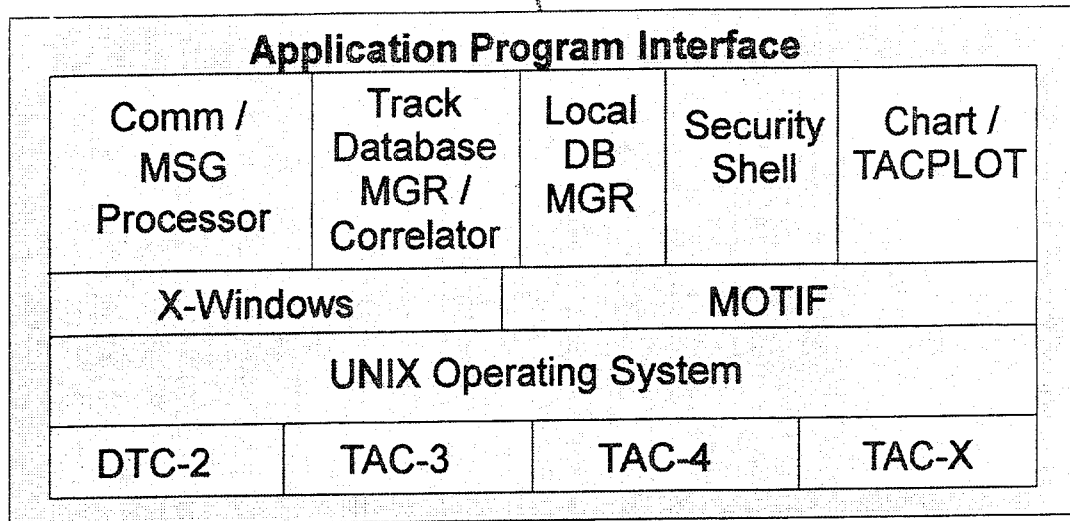 Application Program Interface
Comm /
MSG
Processor
Track
Database
MGR /
Correlator
Local
DB
MGR
Security
Shell
Chart /
TACPLOT
X-Windows
MOTIF
UNIX Operating System
DTC-2
TAC-3
TAC-4
TAC-X